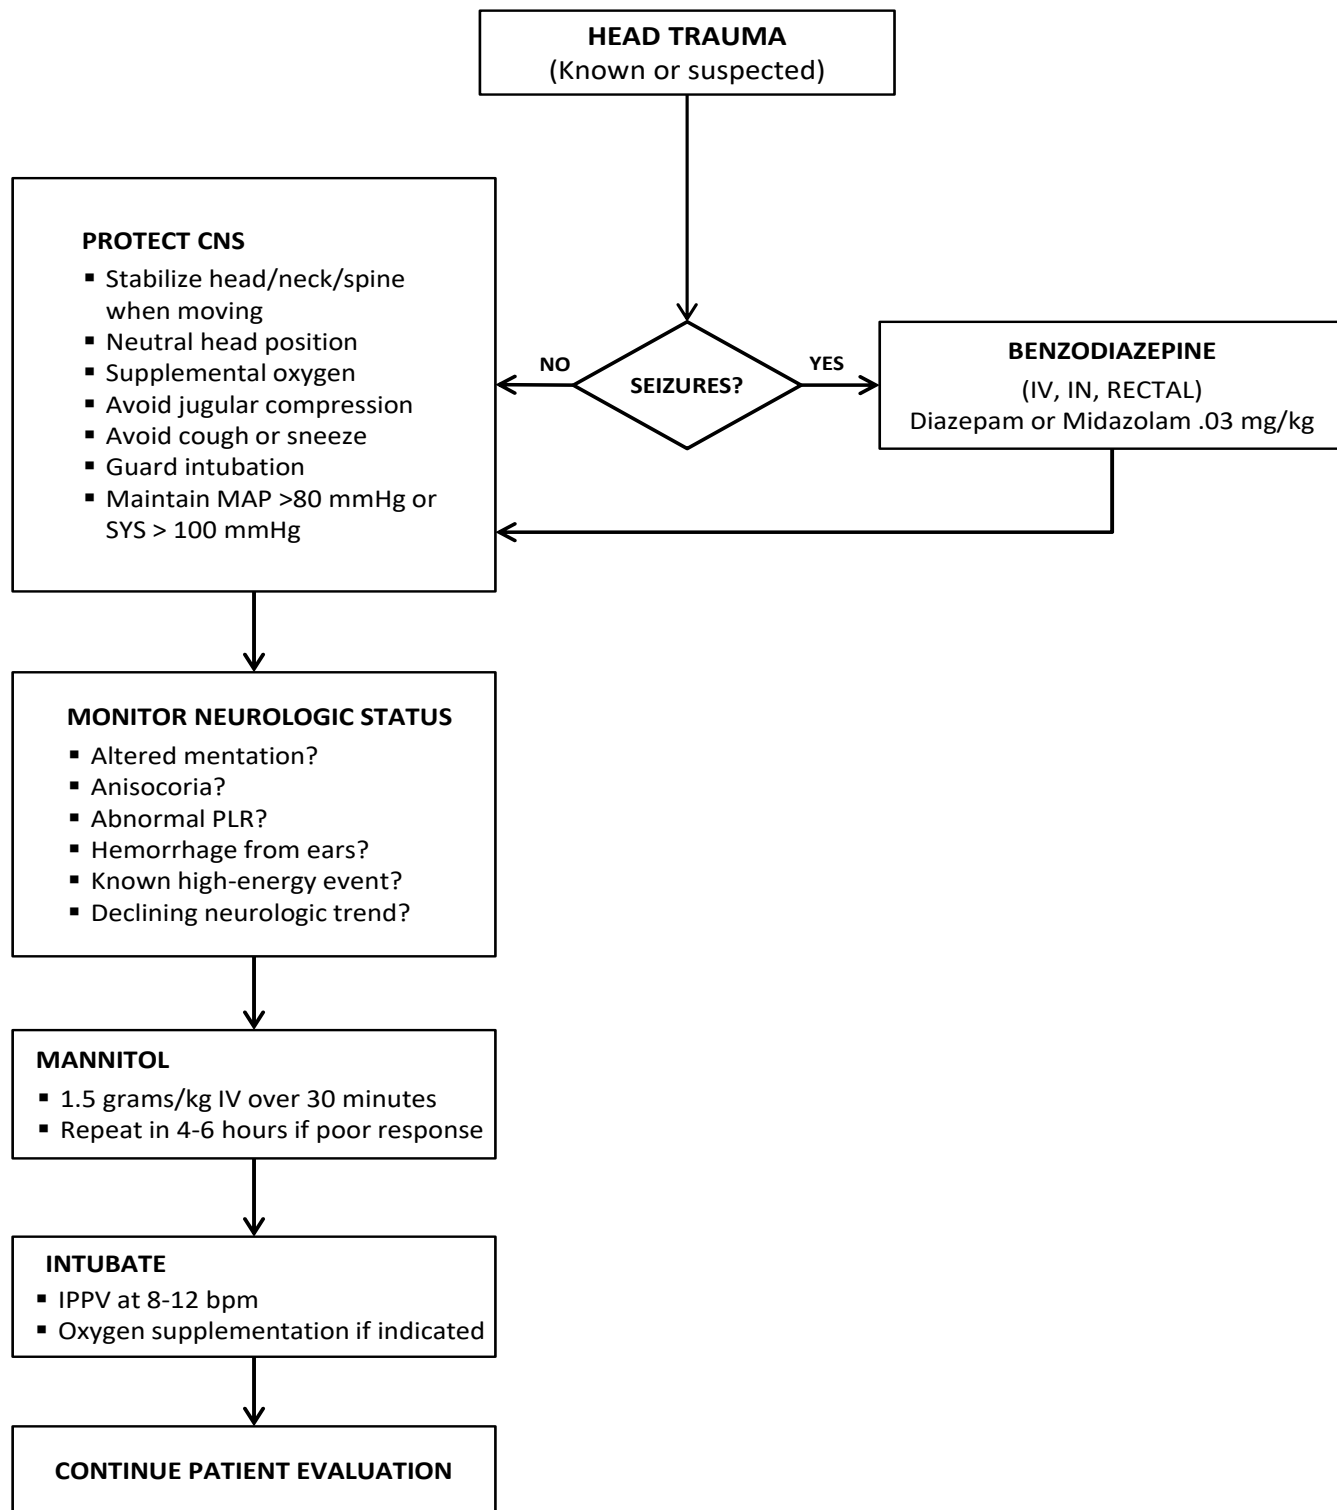 HEAD TRAUMA
(Known or suspected)
SEIZURES?
NO
YES
BENZODIAZEPINE
(IV, IN, RECTAL)
Diazepam or Midazolam .03 mg/kg
PROTECT CNS
▪ Stabilize head/neck/spine
when moving
▪ Neutral head position
▪ Supplemental oxygen
▪ Avoid jugular compression
▪ Avoid cough or sneeze
▪ Guard intubation
▪ Maintain MAP >80 mmHg or
SYS > 100 mmHg
MONITOR NEUROLOGIC STATUS
▪ Altered mentation?
▪ Anisocoria?
▪ Abnormal PLR?
▪ Hemorrhage from ears?
▪ Known high-energy event?
▪ Declining neurologic trend?
MANNITOL
▪ 1.5 grams/kg IV over 30 minutes
▪ Repeat in 4-6 hours if poor response
INTUBATE
▪ IPPV at 8-12 bpm
▪ Oxygen supplementation if indicated
CONTINUE PATIENT EVALUATION